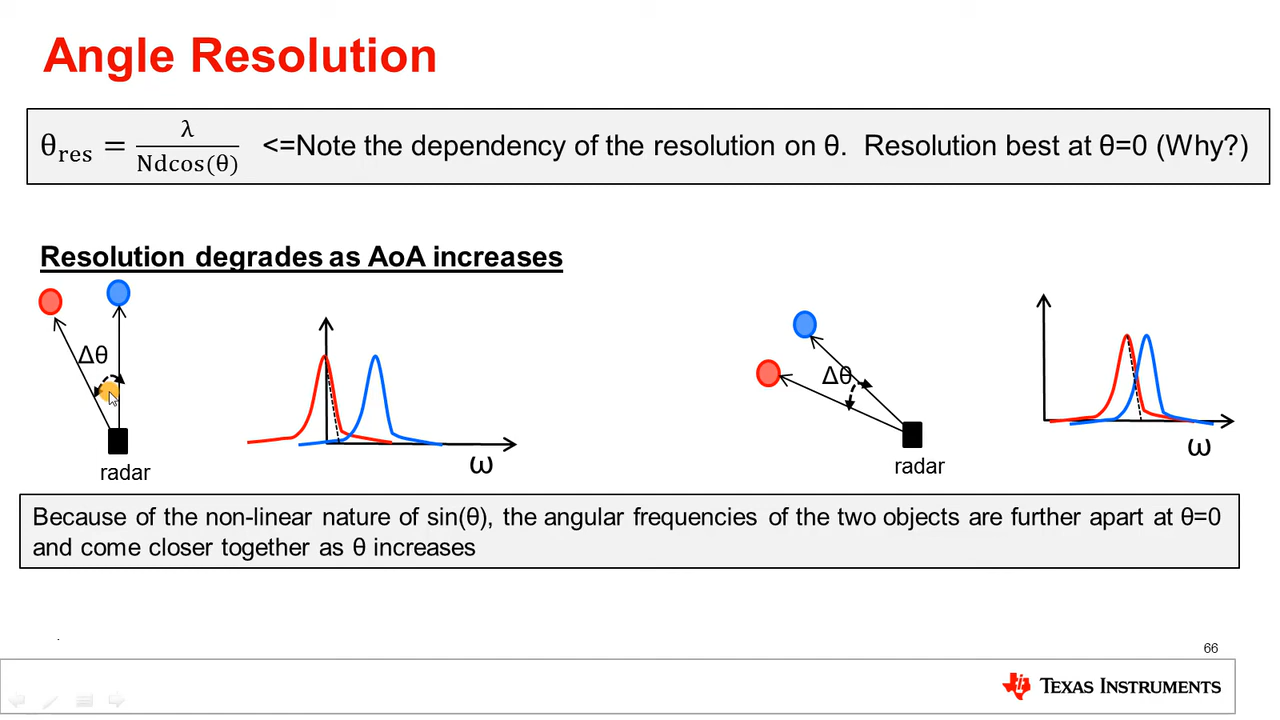 Angle Resolution
θres = λ / Ndcos(θ) <=Note the dependency of the resolution on θ. Resolution best at θ=0 (Why?)
Resolution degrades as AoA increases
Δθ
radar
ω
Δθ
radar
ω
Because of the non-linear nature of sin(θ), the angular frequencies of the two objects are further apart at θ=0
and come closer together as θ increases
66
TEXAS INSTRUMENTS